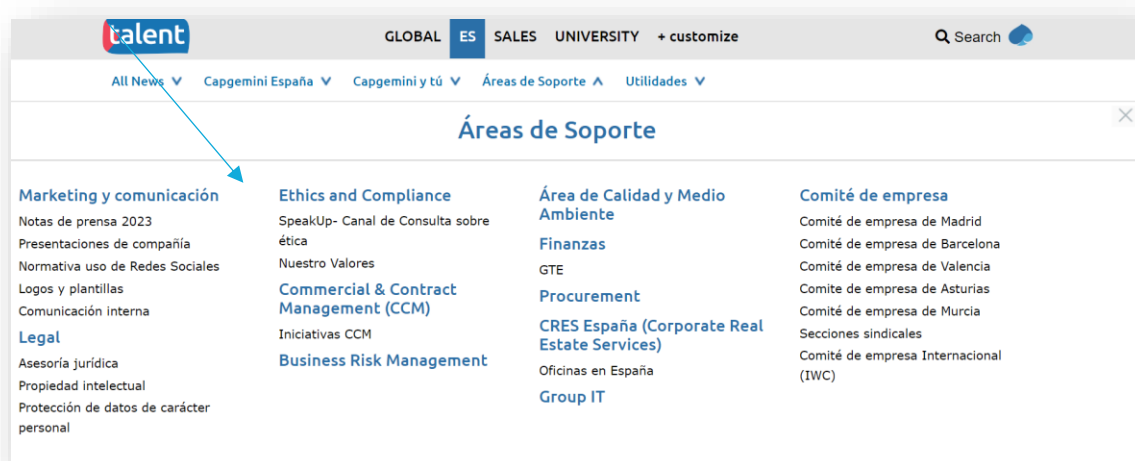 talent
GLOBAL ES SALES UNIVERSITY + customize
Search
All News Capgemini España Capgemini y tú Áreas de Soporte Utilidades
Áreas de Soporte
Marketing y comunicación
Notas de prensa 2023
Presentaciones de compañía
Normativa uso de Redes Sociales
Logos y plantillas
Comunicación interna
Legal
Asesoría jurídica
Propiedad intelectual
Protección de datos de carácter
personal
Ethics and Compliance
SpeakUp- Canal de Consulta sobre
ética
Nuestro Valores
Commercial & Contract
Management (CCM)
Iniciativas CCM
Business Risk Management
Área de Calidad y Medio
Ambiente
Finanzas
GTE
Procurement
CRES España (Corporate Real
Estate Services)
Oficinas en España
Group IT
Comité de empresa
Comité de empresa de Madrid
Comité de empresa de Barcelona
Comité de empresa de Valencia
Comite de empresa de Asturias
Comité de empresa de Murcia
Secciones sindicales
Comité de empresa Internacional
(IWC)